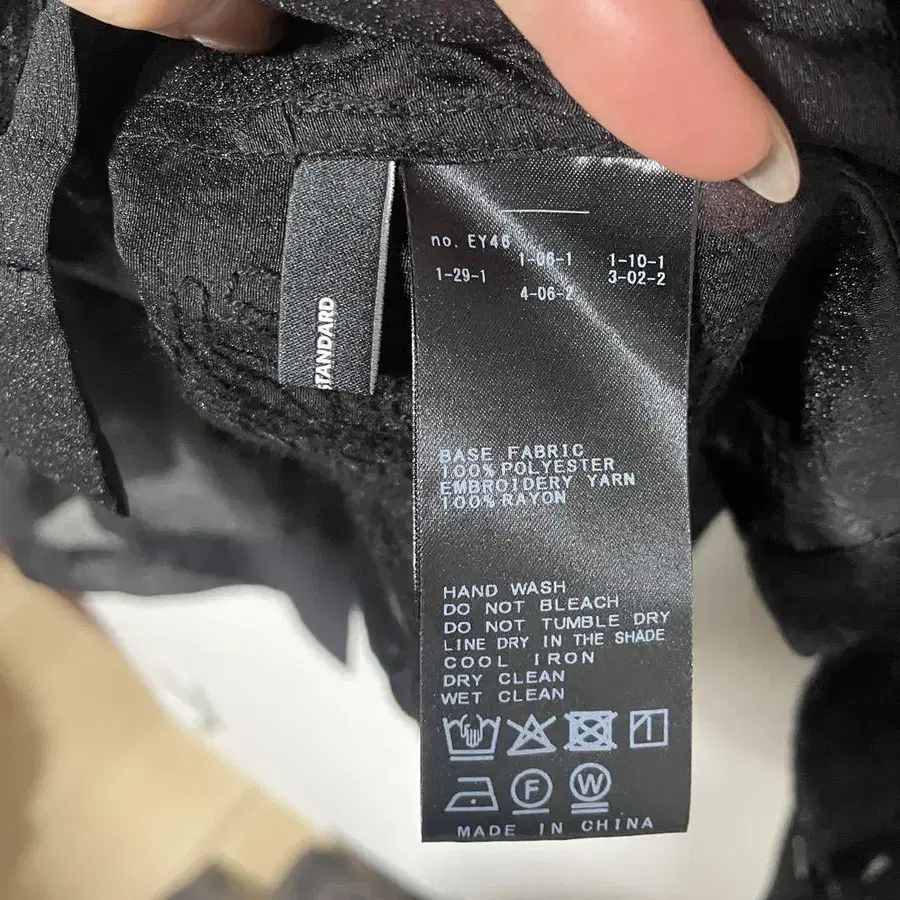 STANDARD
no. EY46
1-06-1 1-10-1
1-29-1 3-02-2
4-06-2
BASE FABRIC
100% POLYESTER
EMBROIDERY YARN
100% RAYON
HAND WASH
DO NOT BLEACH
DO NOT TUMBLE DRY
LINE DRY IN THE SHADE
COOL IRON
DRY CLEAN
WET CLEAN
F W
MADE IN CHINA